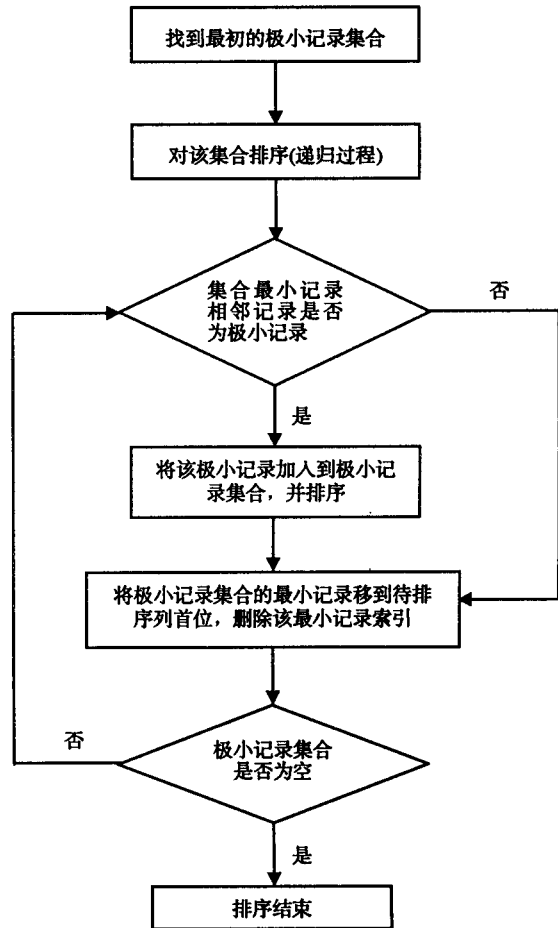 找到最初的极小记录集合
对该集合排序(递归过程)
集合最小记录
相邻记录是否
为极小记录
否
是
将该极小记录加入到极小记
录集合，并排序
将极小记录集合的最小记录移到待排
序列首位，删除该最小记录索引
否
极小记录集合
是否为空
是
排序结束